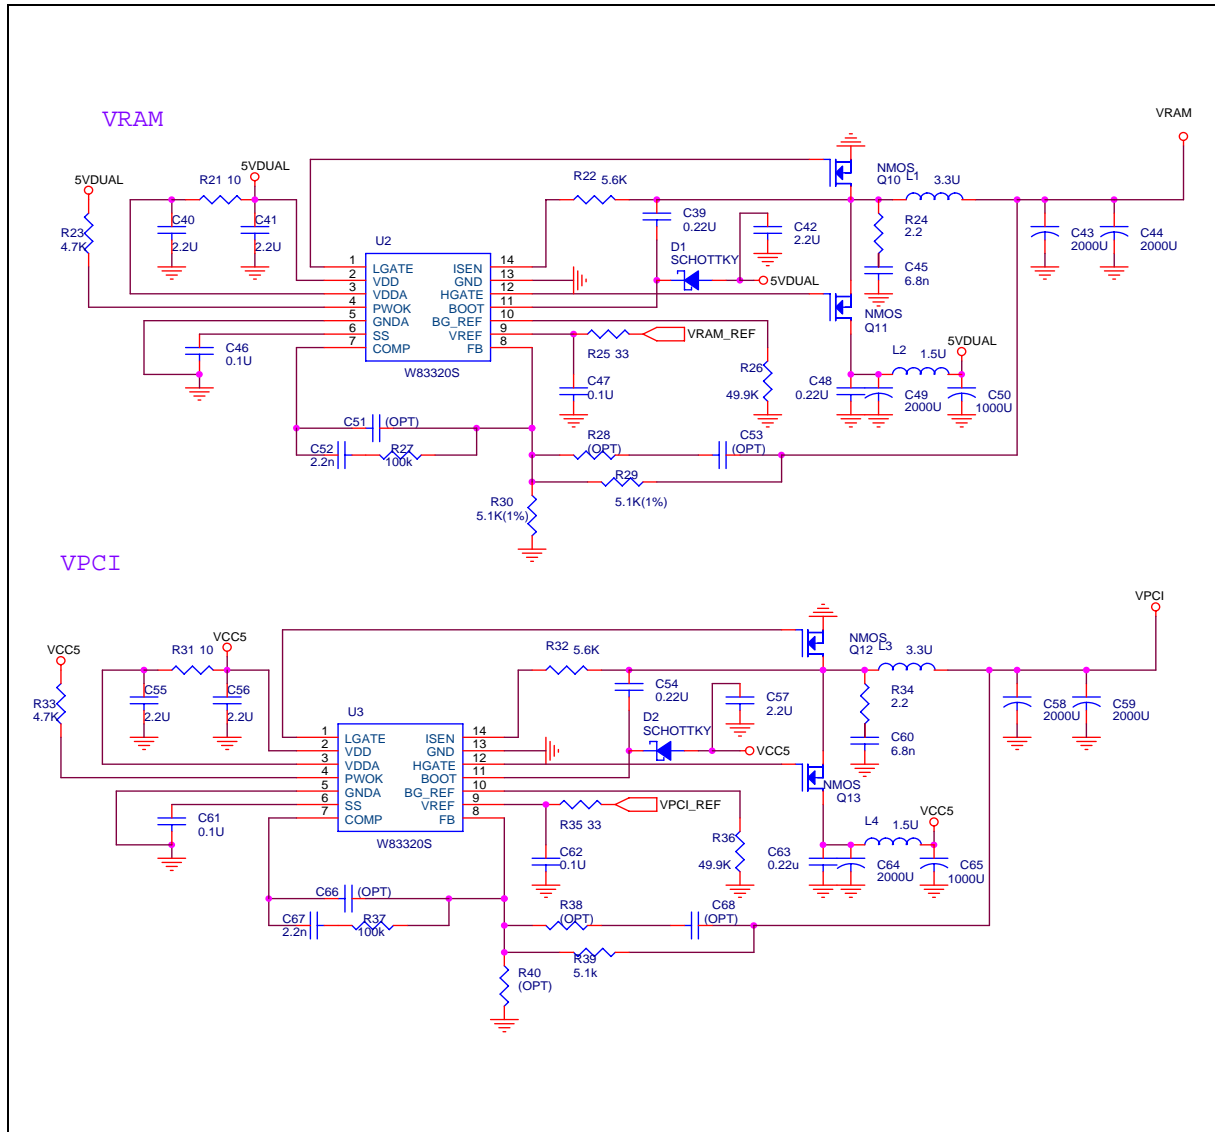 VRAM
VRAM
5VDUAL
R21 10
5VDUAL
R23
4.7K
C40
2.2U
C41
2.2U
R22
5.6K
C39
0.22U
C42
2.2U
D1
SCHOTTKY
5VDUAL
NMOS
Q10
L1
3.3U
R24
2.2
C45
6.8n
C43
2000U
C44
2000U
U2
1 LGATE ISEN 14
2 VDD GND 13
3 VDDA HGATE 12
4 PWOK BOOT 11
5 GNDA BG_REF 10
6 SS VREF 9
7 COMP FB 8
W83320S
NMOS
Q11
C46
0.1U
R25 33
VRAM_REF
C47
0.1U
R26
49.9K
L2
1.5U
5VDUAL
C48
0.22U
C49
2000U
C50
1000U
C51 (OPT)
C52
2.2n
R27
100k
R28
(OPT)
C53
(OPT)
R29
5.1K(1%)
R30
5.1K(1%)
VPCI
VPCI
VCC5
R31 10
VCC5
R33
4.7K
C55
2.2U
C56
2.2U
R32
5.6K
C54
0.22U
C57
2.2U
D2
SCHOTTKY
VCC5
NMOS
Q12
L3
3.3U
R34
2.2
C60
6.8n
C58
2000U
C59
2000U
U3
1 LGATE ISEN 14
2 VDD GND 13
3 VDDA HGATE 12
4 PWOK BOOT 11
5 GNDA BG_REF 10
6 SS VREF 9
7 COMP FB 8
W83320S
NMOS
Q13
C61
0.1U
R35 33
VPCI_REF
C62
0.1U
R36
49.9K
L4
1.5U
VCC5
C63
0.22u
C64
2000U
C65
1000U
C66 (OPT)
C67
2.2n
R37
100k
R38
(OPT)
C68
(OPT)
R39
5.1k
R40
(OPT)